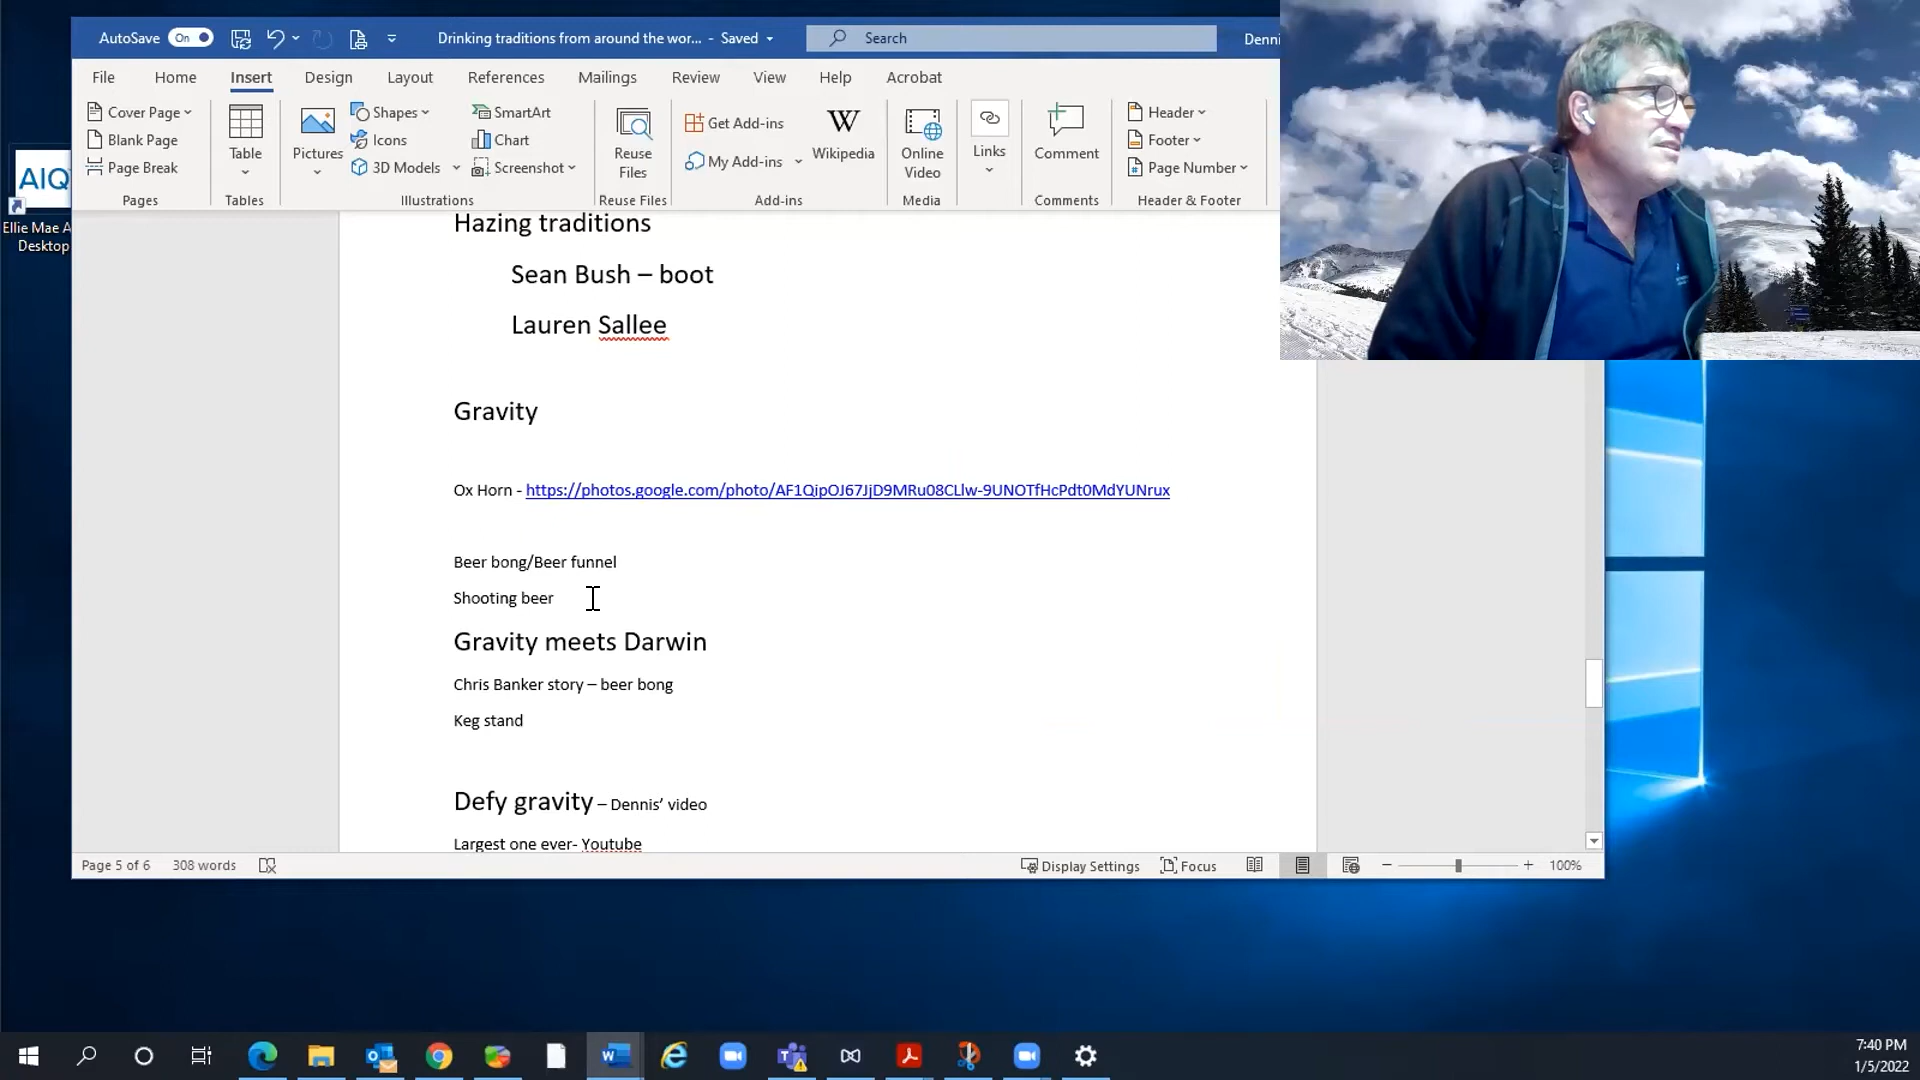 AutoSave On Drinking traditions from around the wor... - Saved Search Denni
File Home Insert Design Layout References Mailings Review View Help Acrobat
Cover Page
Blank Page
Page Break
Pages
Table
Tables
Pictures
Shapes
Icons
3D Models
SmartArt
Chart
Screenshot
Illustrations
Reuse
Files
Reuse Files
Get Add-ins
My Add-ins
Wikipedia
Add-ins
Online
Video
Media
Links
Comment
Comments
Header
Footer
Page Number
Header & Footer
AIQ
Ellie Mae A
Desktop
Hazing traditions
Sean Bush – boot
Lauren Sallee
Gravity
Ox Horn - https://photos.google.com/photo/AF1QipOJ67JjD9MRu08CLlw-9UNOTfHcPdt0MdYUNrux
Beer bong/Beer funnel
Shooting beer
Gravity meets Darwin
Chris Banker story – beer bong
Keg stand
Defy gravity – Dennis’ video
Largest one ever- Youtube
Page 5 of 6 308 words Display Settings Focus 100%
7:40 PM
1/5/2022